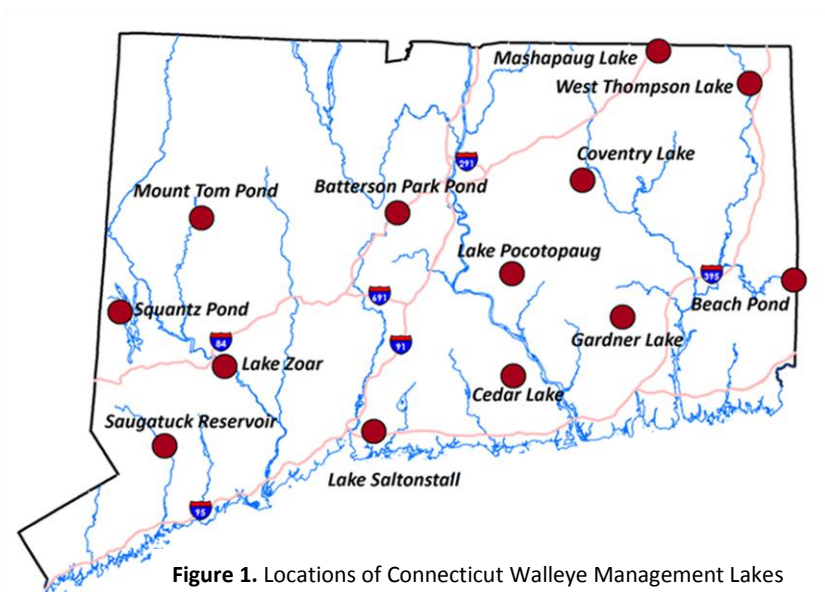 Mashapaug Lake
West Thompson Lake
Coventry Lake
291
Mount Tom Pond
Batterson Park Pond
Lake Pocotopaug
395
Beach Pond
691
Squantz Pond
Gardner Lake
84
91
Lake Zoar
Cedar Lake
Saugatuck Reservoir
Lake Saltonstall
95
Figure 1. Locations of Connecticut Walleye Management Lakes